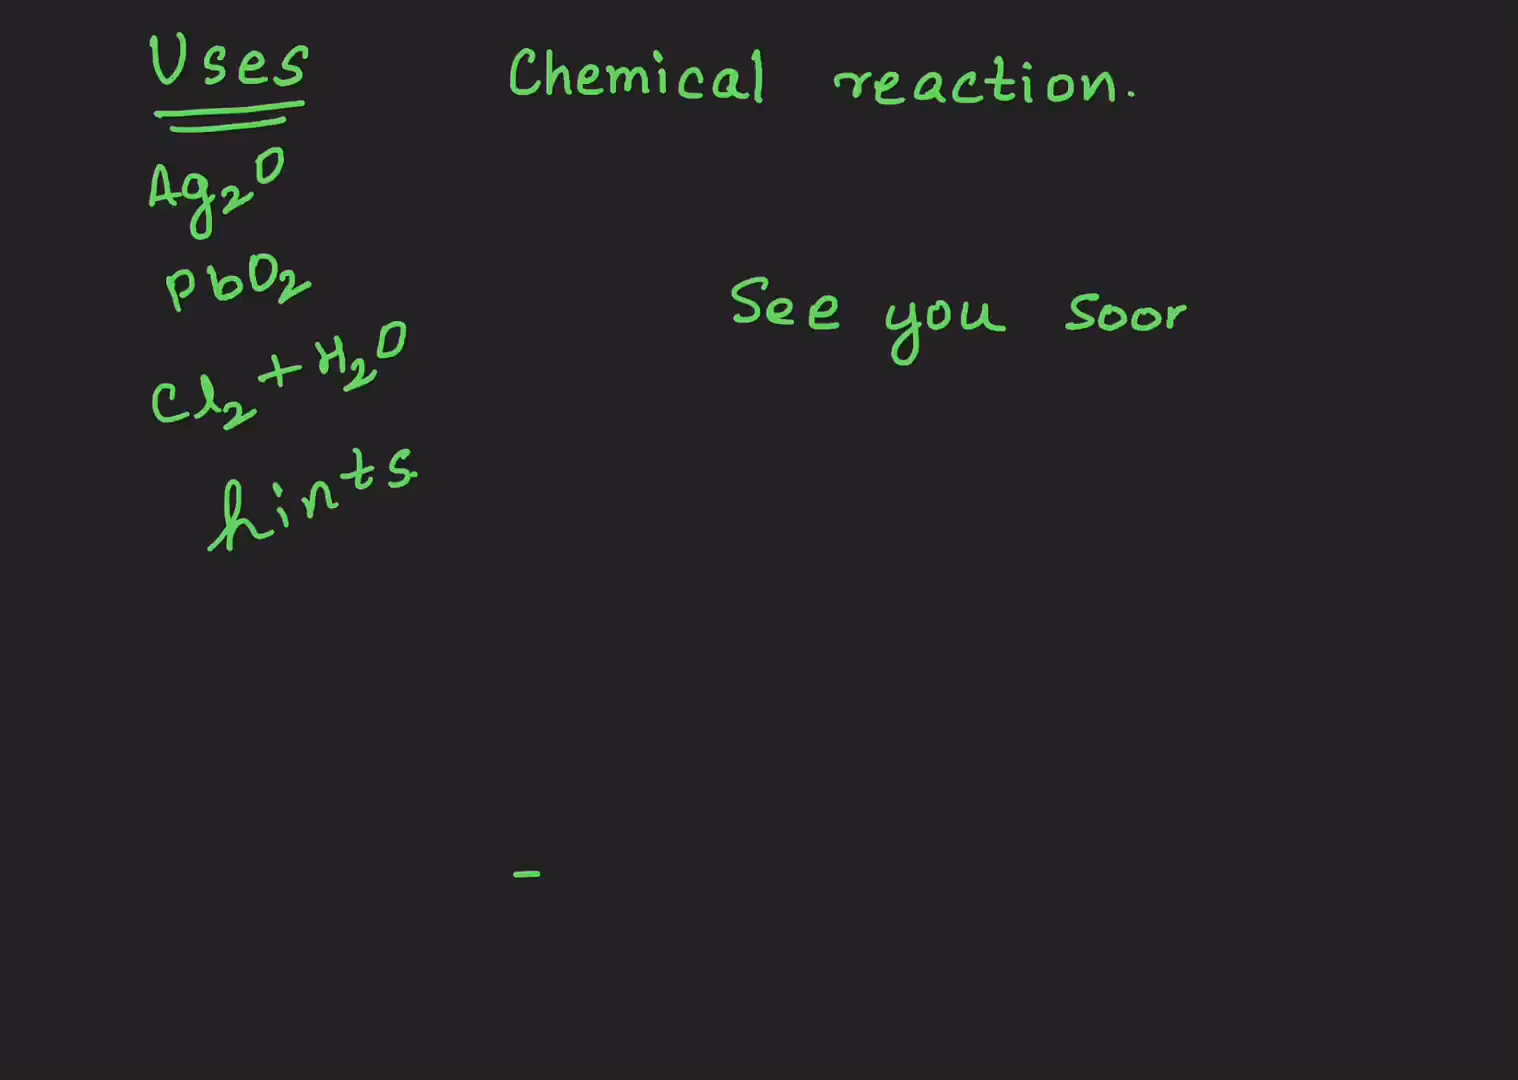 Uses
Chemical reaction.
Ag₂O
PbO₂
Cl₂ + H₂O
hints
See you soor